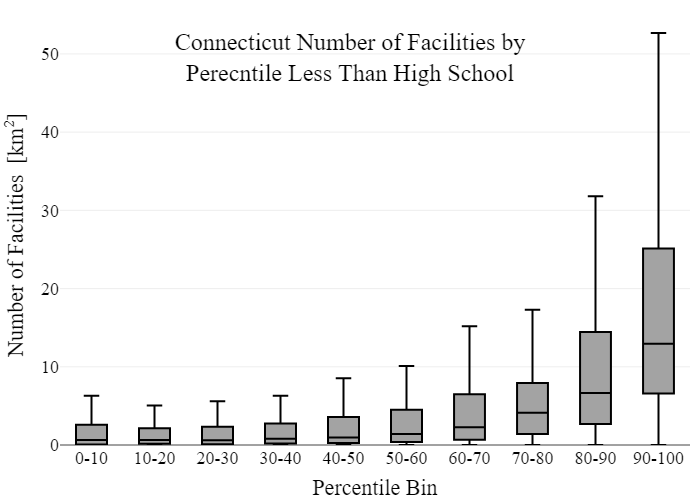 Connecticut Number of Facilities by
Perecntile Less Than High School
Number of Facilities [km²]
50
40
30
20
10
0
0-10 10-20 20-30 30-40 40-50 50-60 60-70 70-80 80-90 90-100
Percentile Bin